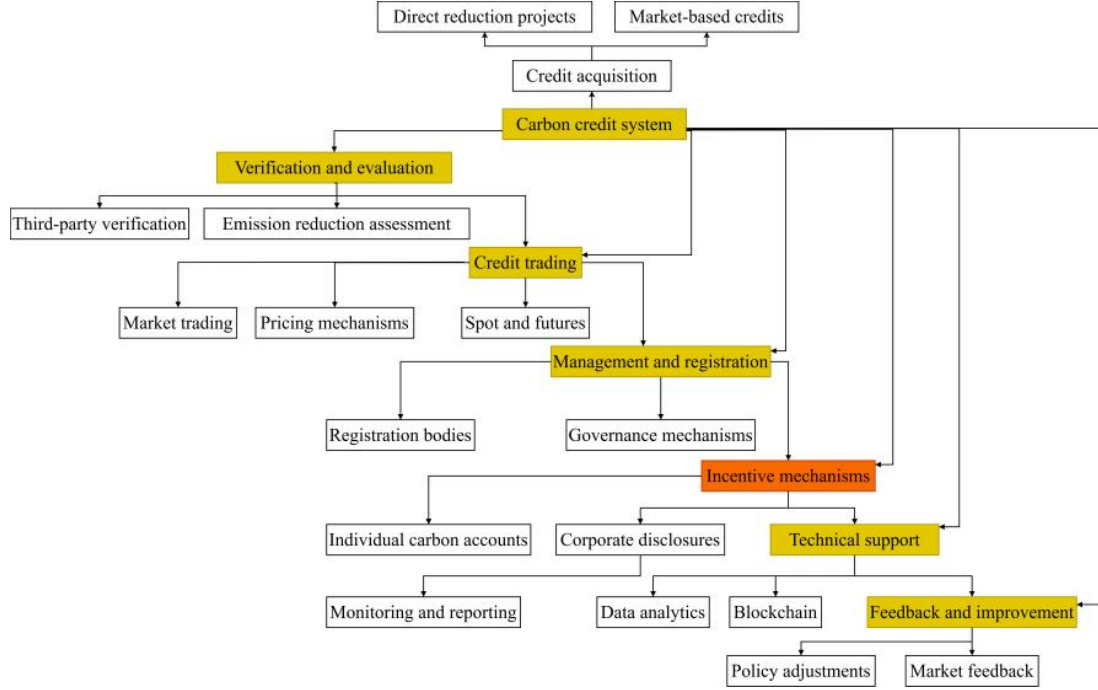 Direct reduction projects
Market-based credits
Credit acquisition
Carbon credit system
Verification and evaluation
Third-party verification
Emission reduction assessment
Credit trading
Market trading
Pricing mechanisms
Spot and futures
Management and registration
Registration bodies
Governance mechanisms
Incentive mechanisms
Individual carbon accounts
Corporate disclosures
Technical support
Monitoring and reporting
Data analytics
Blockchain
Feedback and improvement
Policy adjustments
Market feedback